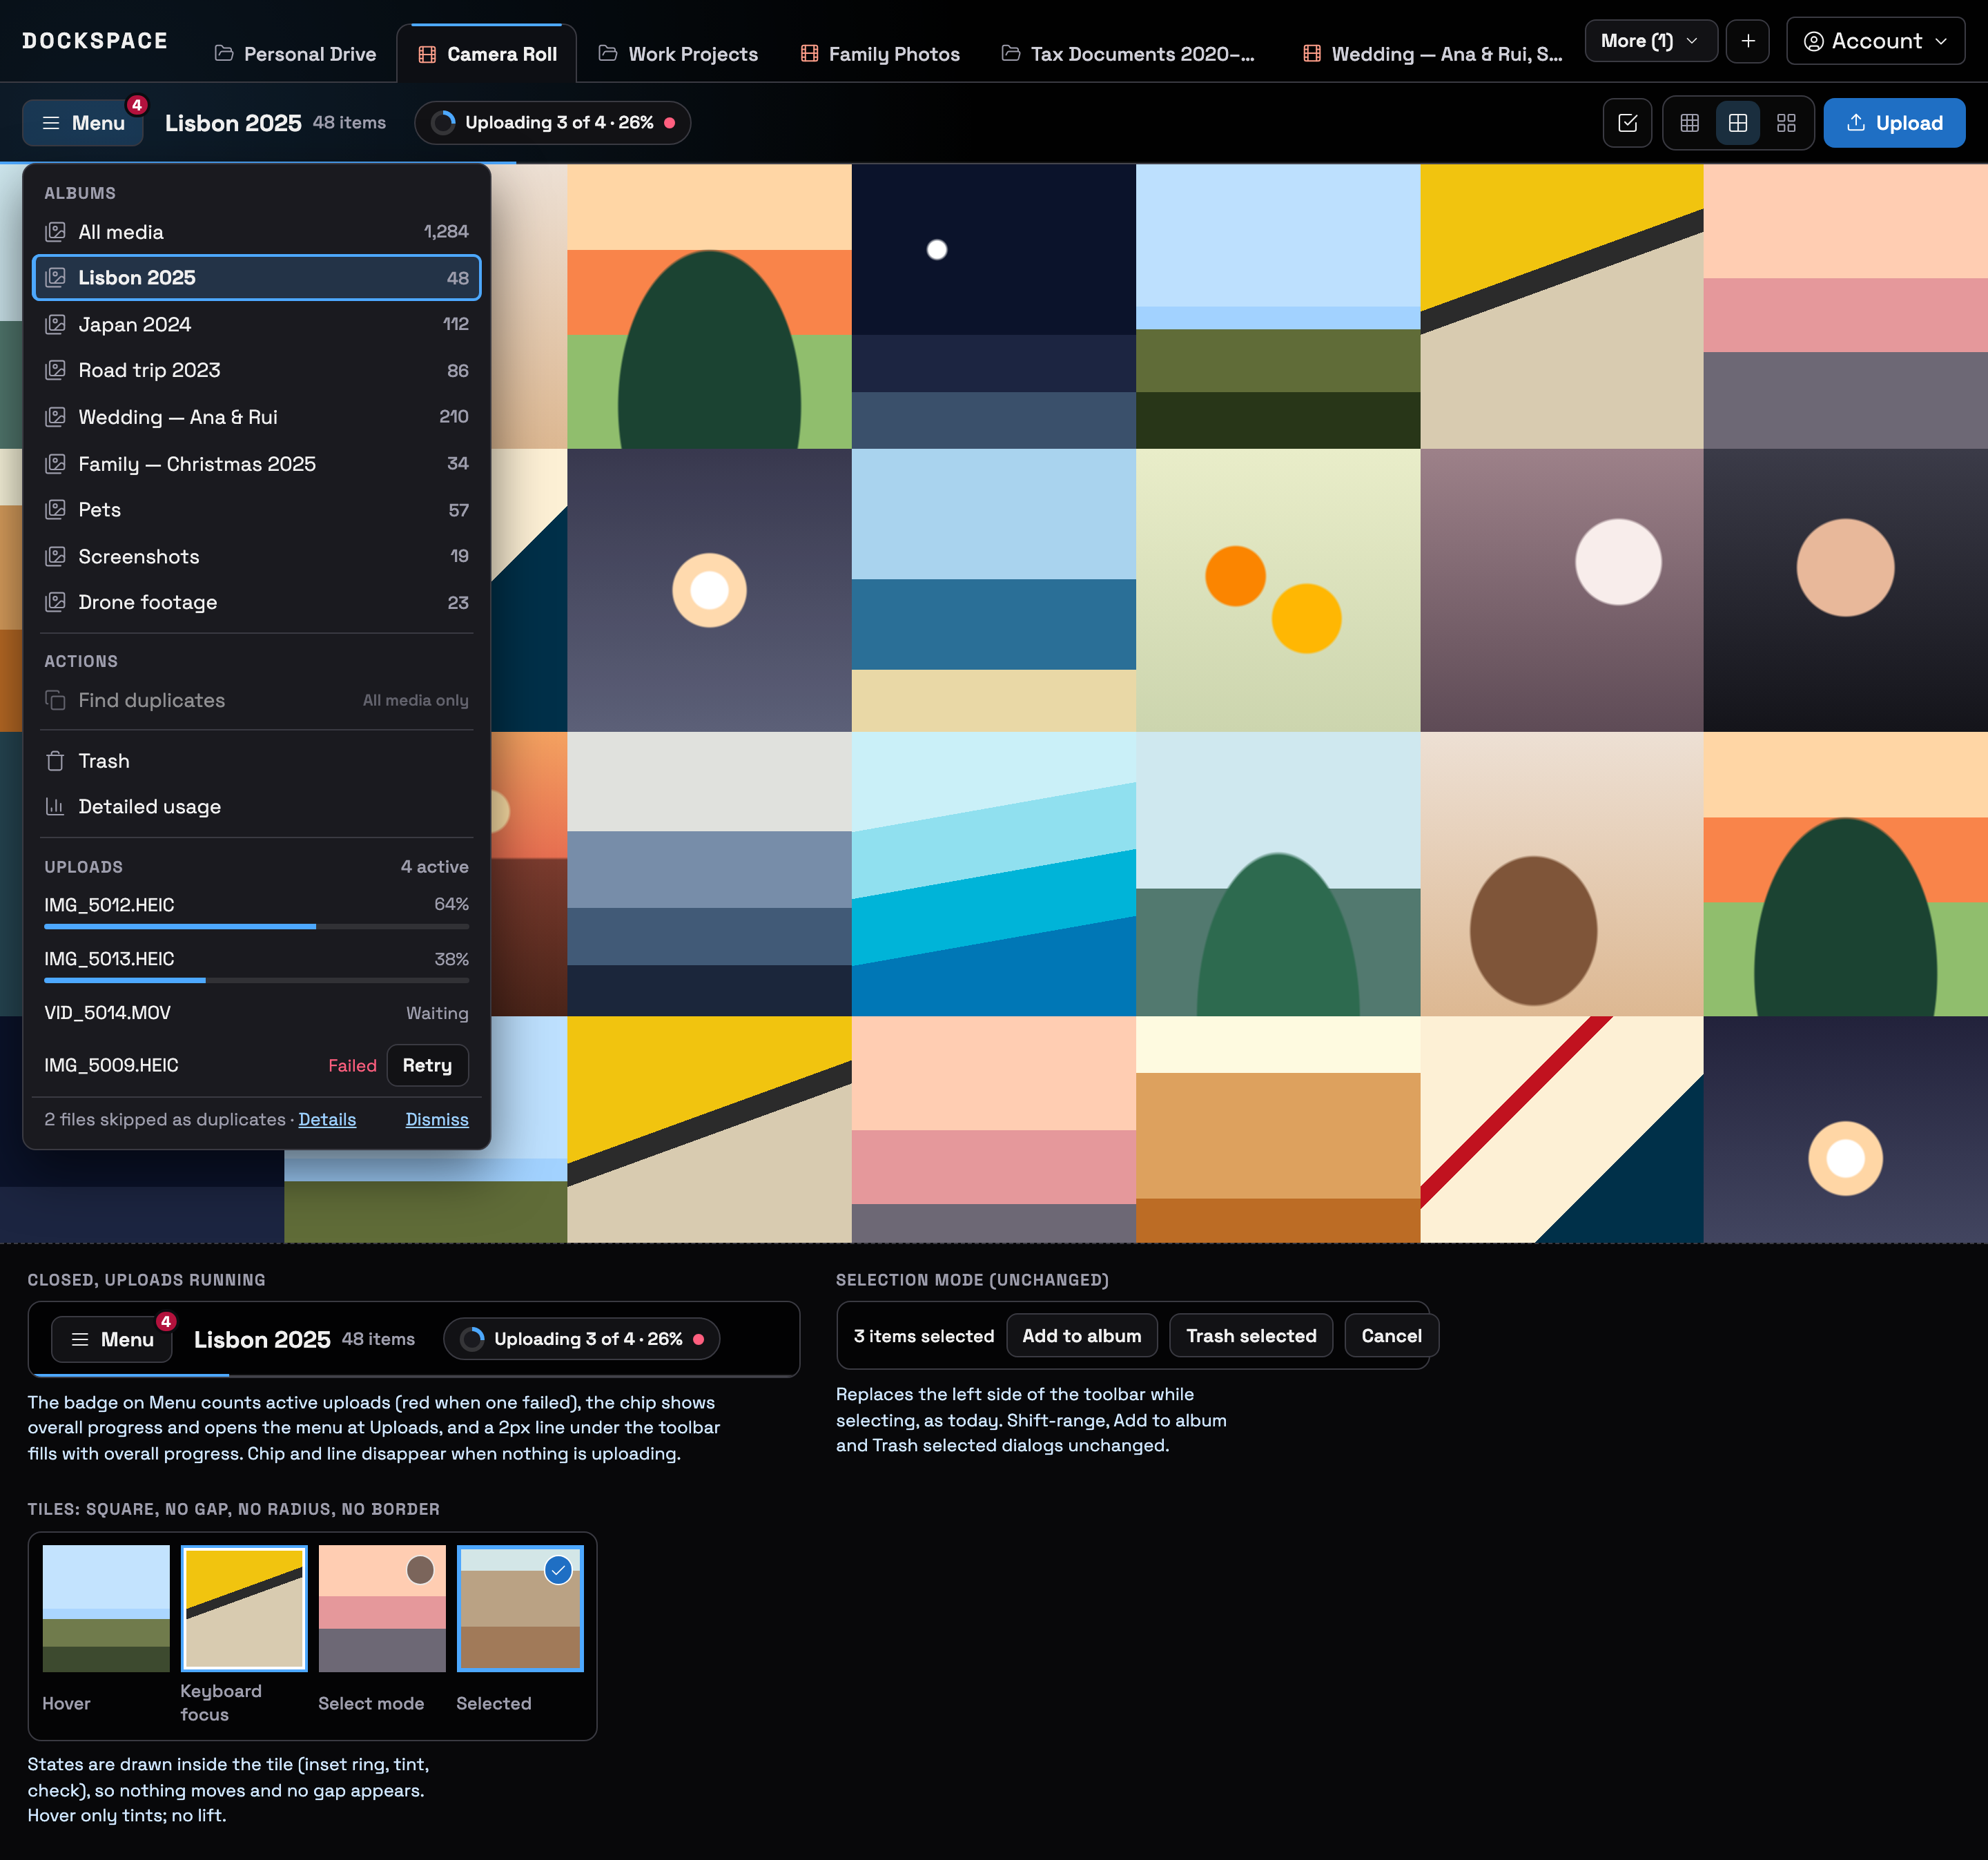 DOCKSPACE
Personal Drive
Camera Roll
Work Projects
Family Photos
Tax Documents 2020–...
Wedding — Ana & Rui, S...
More (1)
Account
Menu
4
Lisbon 2025
48 items
Uploading 3 of 4 · 26%
Upload
ALBUMS
All media 1,284
Lisbon 2025 48
Japan 2024 112
Road trip 2023 86
Wedding — Ana & Rui 210
Family — Christmas 2025 34
Pets 57
Screenshots 19
Drone footage 23
ACTIONS
Find duplicates All media only
Trash
Detailed usage
UPLOADS 4 active
IMG_5012.HEIC 64%
IMG_5013.HEIC 38%
VID_5014.MOV Waiting
IMG_5009.HEIC Failed Retry
2 files skipped as duplicates · Details Dismiss
CLOSED, UPLOADS RUNNING
Menu
4
Lisbon 2025
48 items
Uploading 3 of 4 · 26%
The badge on Menu counts active uploads (red when one failed), the chip shows
overall progress and opens the menu at Uploads, and a 2px line under the toolbar
fills with overall progress. Chip and line disappear when nothing is uploading.
SELECTION MODE (UNCHANGED)
3 items selected Add to album Trash selected Cancel
Replaces the left side of the toolbar while
selecting, as today. Shift-range, Add to album
and Trash selected dialogs unchanged.
TILES: SQUARE, NO GAP, NO RADIUS, NO BORDER
Hover
Keyboard
focus
Select mode
Selected
States are drawn inside the tile (inset ring, tint,
check), so nothing moves and no gap appears.
Hover only tints; no lift.